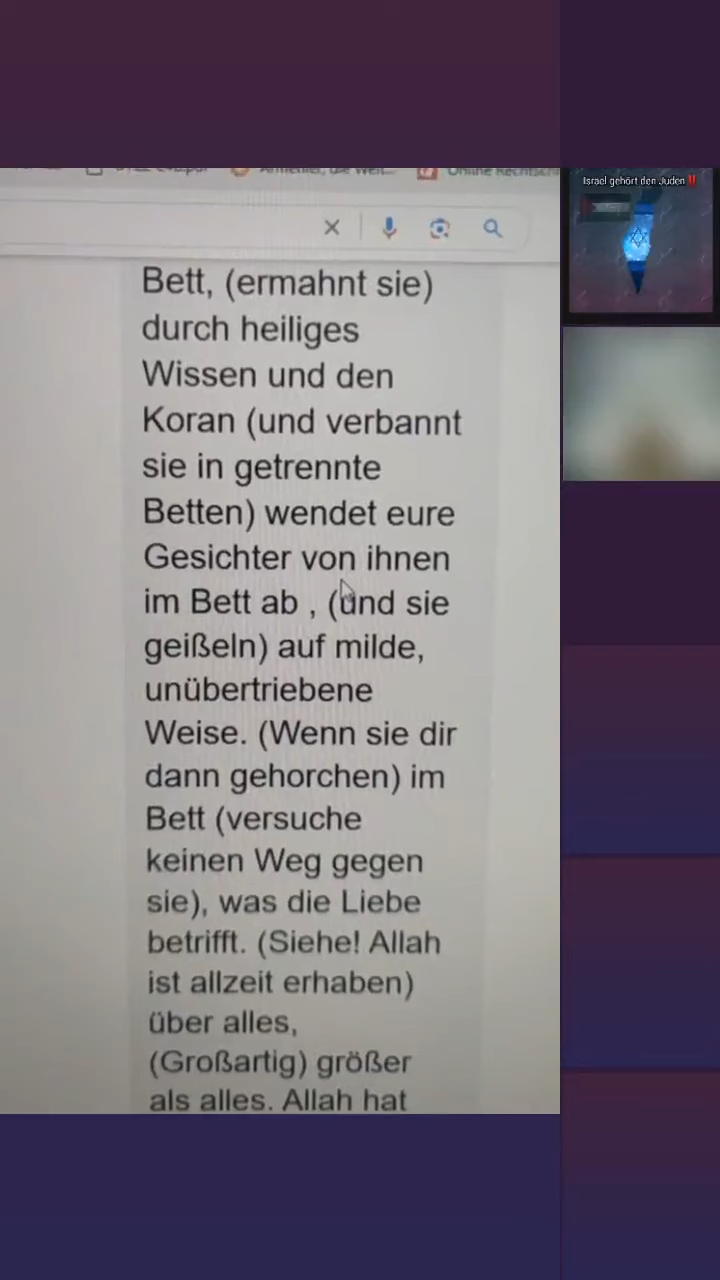 Bett, (ermahnt sie)
durch heiliges
Wissen und den
Koran (und verbannt
sie in getrennte
Betten) wendet eure
Gesichter von ihnen
im Bett ab , (und sie
geißeln) auf milde,
unübertriebene
Weise. (Wenn sie dir
dann gehorchen) im
Bett (versuche
keinen Weg gegen
sie), was die Liebe
betrifft. (Siehe! Allah
ist allzeit erhaben)
über alles,
(Großartig) größer
als alles. Allah hat
Israel gehört den Juden‼